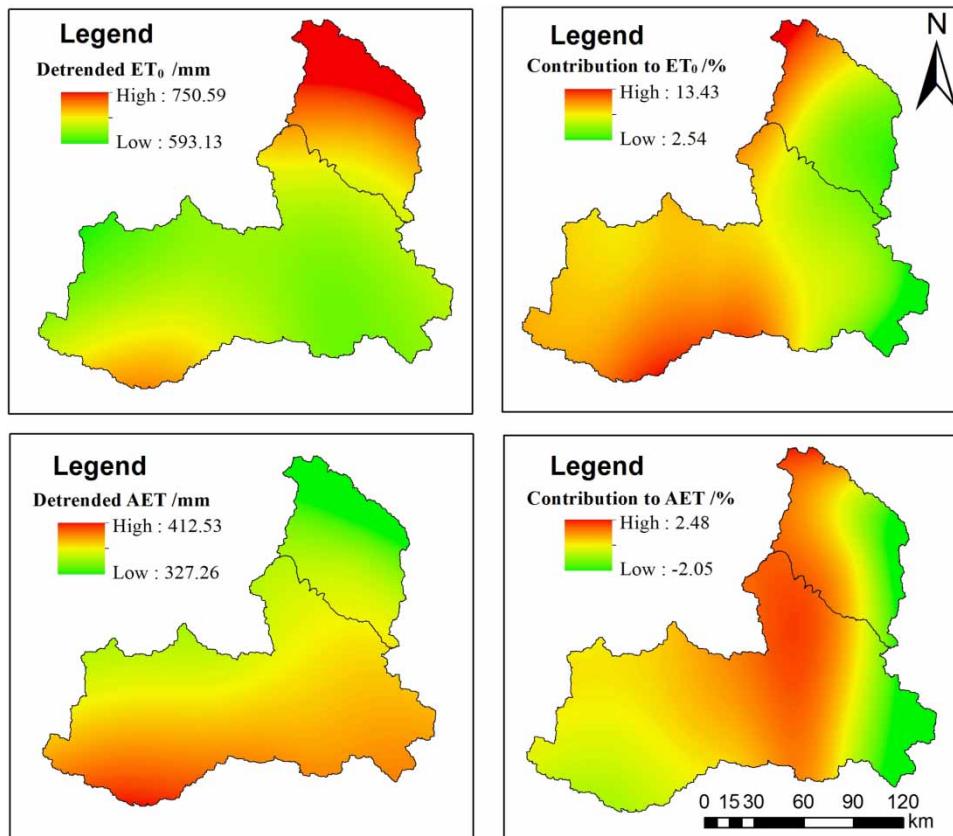 Legend
Detrended ET₀ /mm
High : 750.59
Low : 593.13
Legend
Contribution to ET₀ /%
High : 13.43
Low : 2.54
N
Legend
Detrended AET /mm
High : 412.53
Low : 327.26
Legend
Contribution to AET /%
High : 2.48
Low : -2.05
0 15 30 60 90 120
km